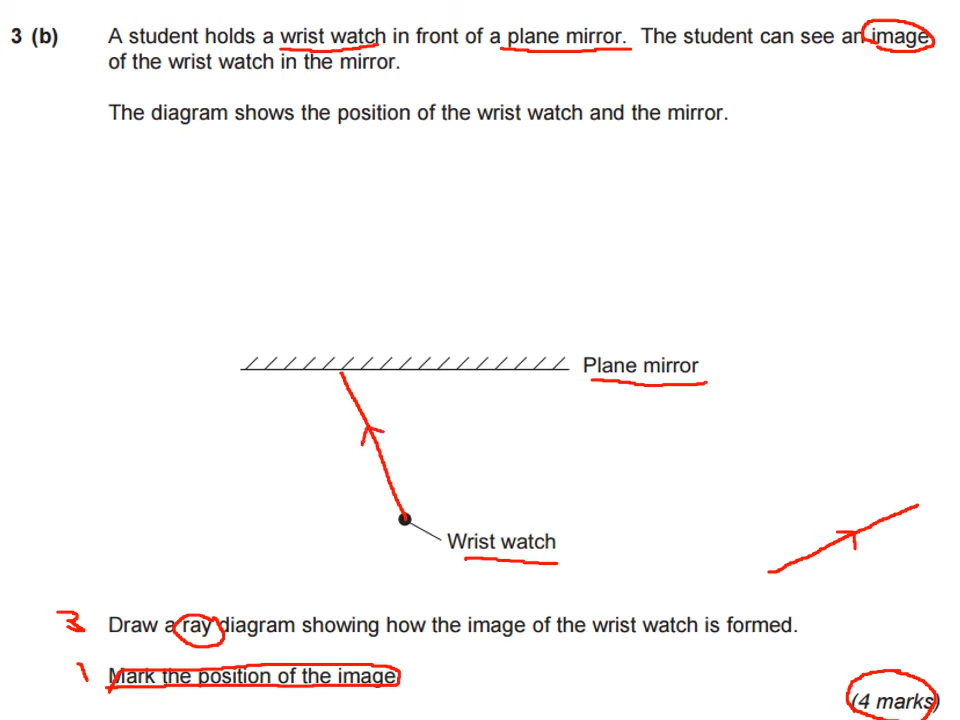 3 (b) A student holds a wrist watch in front of a plane mirror. The student can see an image
of the wrist watch in the mirror.
The diagram shows the position of the wrist watch and the mirror.
Plane mirror
Wrist watch
3 Draw a ray diagram showing how the image of the wrist watch is formed.
1 Mark the position of the image
(4 marks)